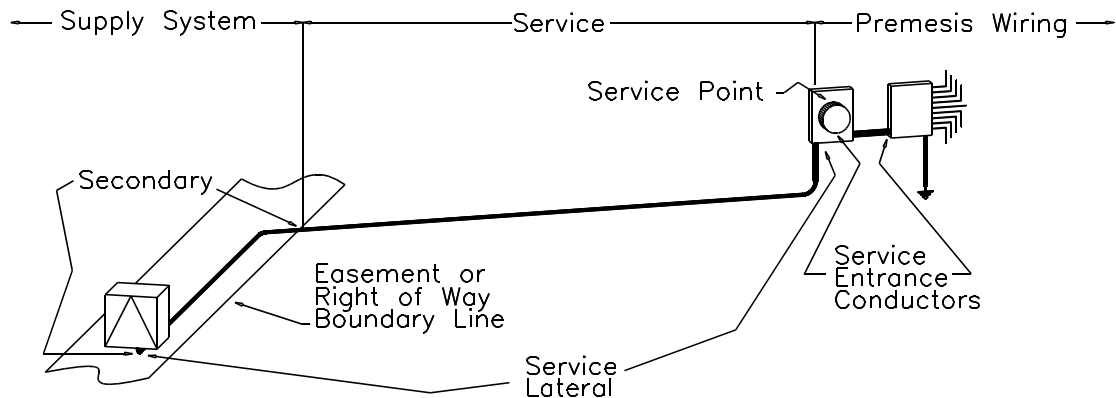 Supply System
Service
Premesis Wiring
Service Point
Secondary
Easement or
Right of Way
Boundary Line
Service
Entrance
Conductors
Service
Lateral